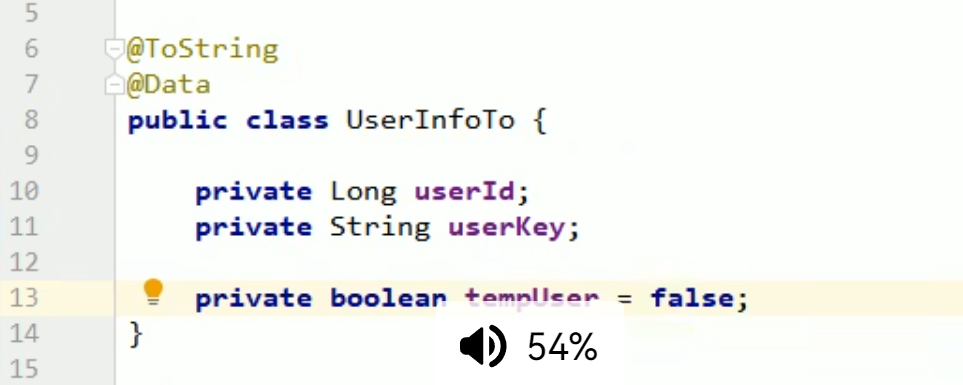 5
6 @ToString
7 @Data
8 public class UserInfoTo {
9
10 private Long userId;
11 private String userKey;
12
13 private boolean tempUser = false;
14 }
54%
15